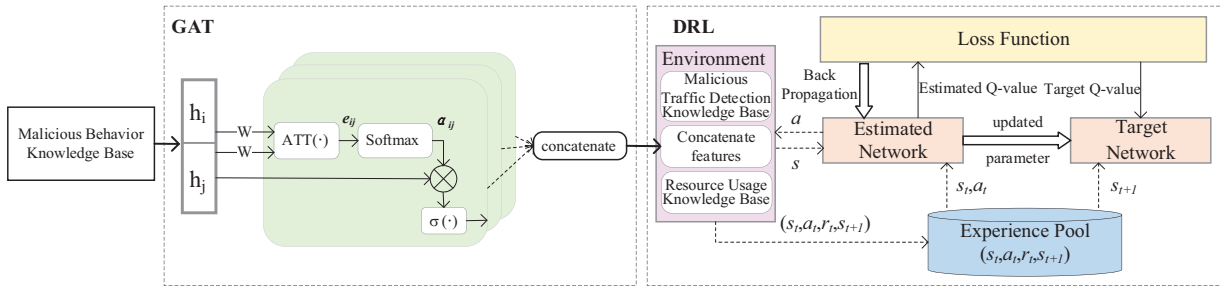 GAT
DRL
Malicious Behavior
Knowledge Base
h_i
h_j
W
W
ATT(·)
e_ij
Softmax
α_ij
σ(·)
concatenate
Environment
Malicious
Traffic Detection
Knowledge Base
Concatenate
features
Resource Usage
Knowledge Base
Loss Function
Back
Propagation
Estimated Q-value
Target Q-value
a
s
Estimated
Network
updated
parameter
Target
Network
s_t,a_t
s_{t+1}
(s_t,a_t,r_t,s_{t+1})
Experience Pool
(s_t,a_t,r_t,s_{t+1})